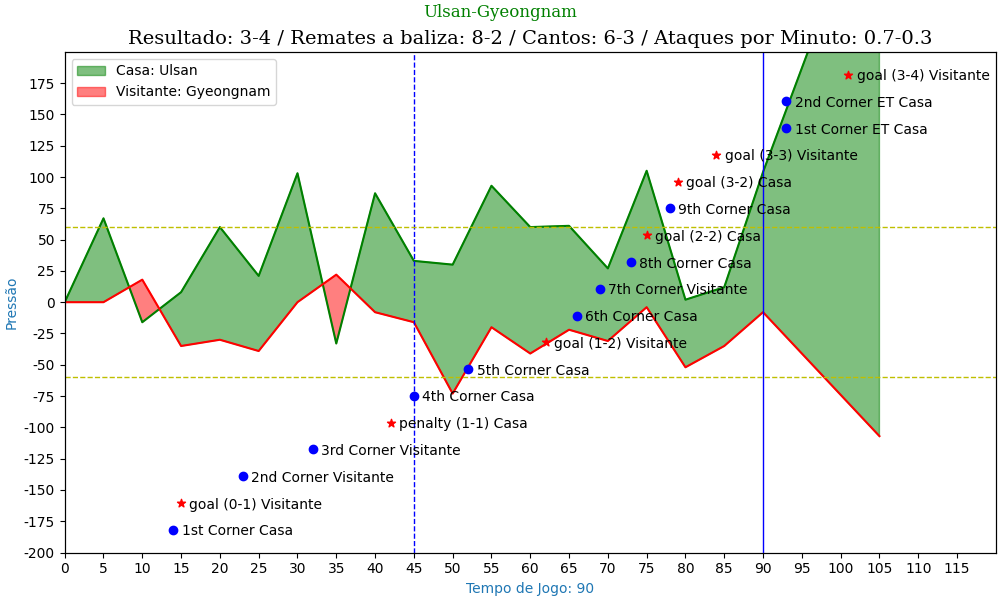 Ulsan-Gyeongnam
Resultado: 3-4 / Remates a baliza: 8-2 / Cantos: 6-3 / Ataques por Minuto: 0.7-0.3
Casa: Ulsan
Visitante: Gyeongnam
goal (3-4) Visitante
2nd Corner ET Casa
1st Corner ET Casa
goal (3-3) Visitante
goal (3-2) Casa
9th Corner Casa
goal (2-2) Casa
8th Corner Casa
7th Corner Visitante
6th Corner Casa
goal (1-2) Visitante
5th Corner Casa
4th Corner Casa
penalty (1-1) Casa
3rd Corner Visitante
2nd Corner Visitante
goal (0-1) Visitante
1st Corner Casa
Pressão
175
150
125
100
75
50
25
0
-25
-50
-75
-100
-125
-150
-175
-200
0 5 10 15 20 25 30 35 40 45 50 55 60 65 70 75 80 85 90 95 100 105 110 115
Tempo de Jogo: 90